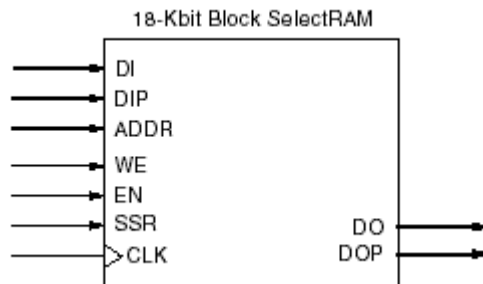 18-Kbit Block SelectRAM
DI
DIP
ADDR
WE
EN
SSR
CLK
DO
DOP